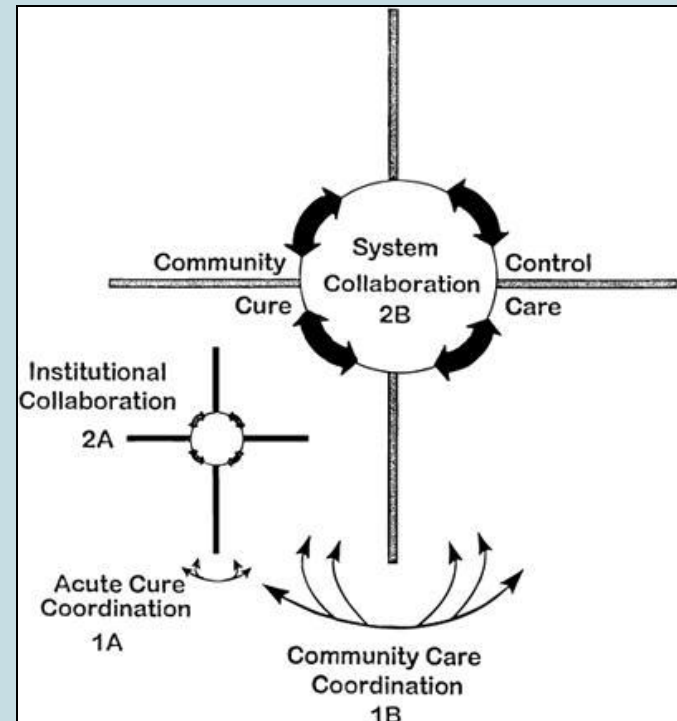 System
Collaboration
2B
Community
Control
Cure
Care
Institutional
Collaboration
2A
Acute Cure
Coordination
1A
Community Care
Coordination
1B